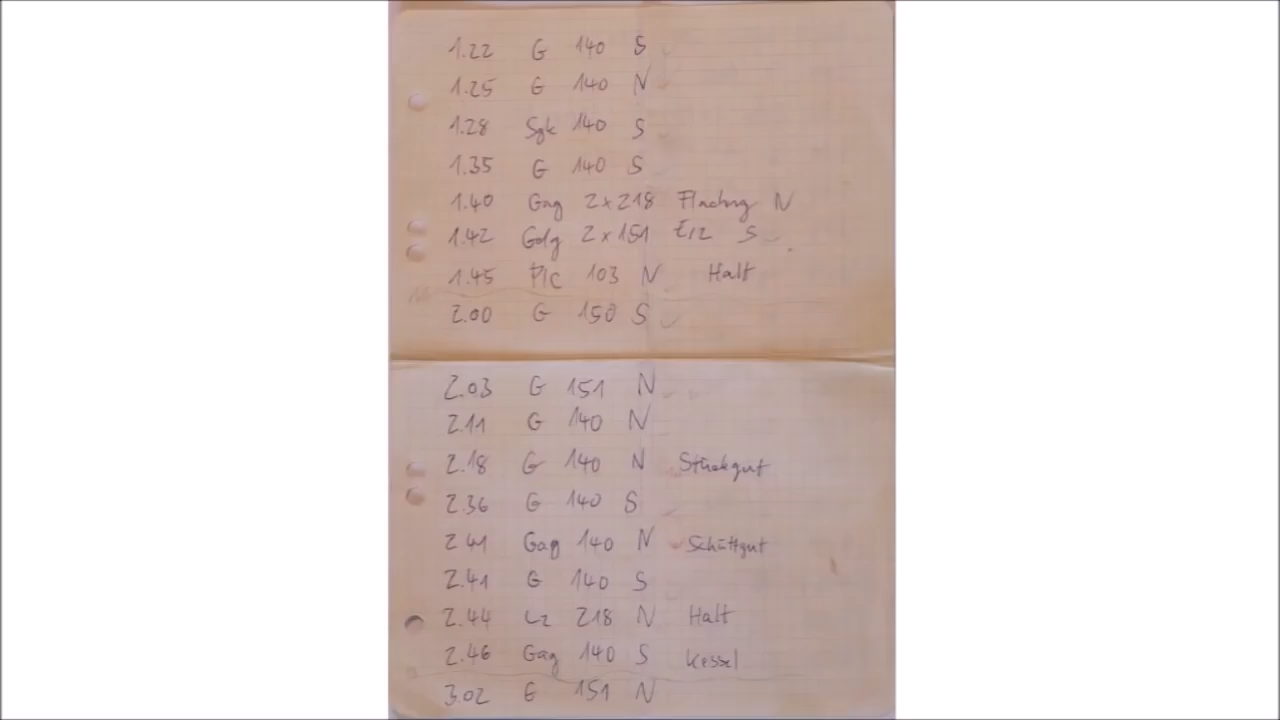 1.22 G 140 S
1.25 G 140 N
1.28 Sgk 140 S
1.35 G 140 S
1.40 Gag 2x218 N
1.42 Gdg 2x151 Erz S
1.45 PIC 103 N Halt
2.00 G 150 S
2.03 G 151 N
2.11 G 140 N
2.18 G 140 N Stückgut
2.36 G 140 S
2.41 Gag 140 N Schüttgut
2.41 G 140 S
2.44 Lz 218 N Halt
2.46 Gag 140 S Kessel
3.02 G 151 N